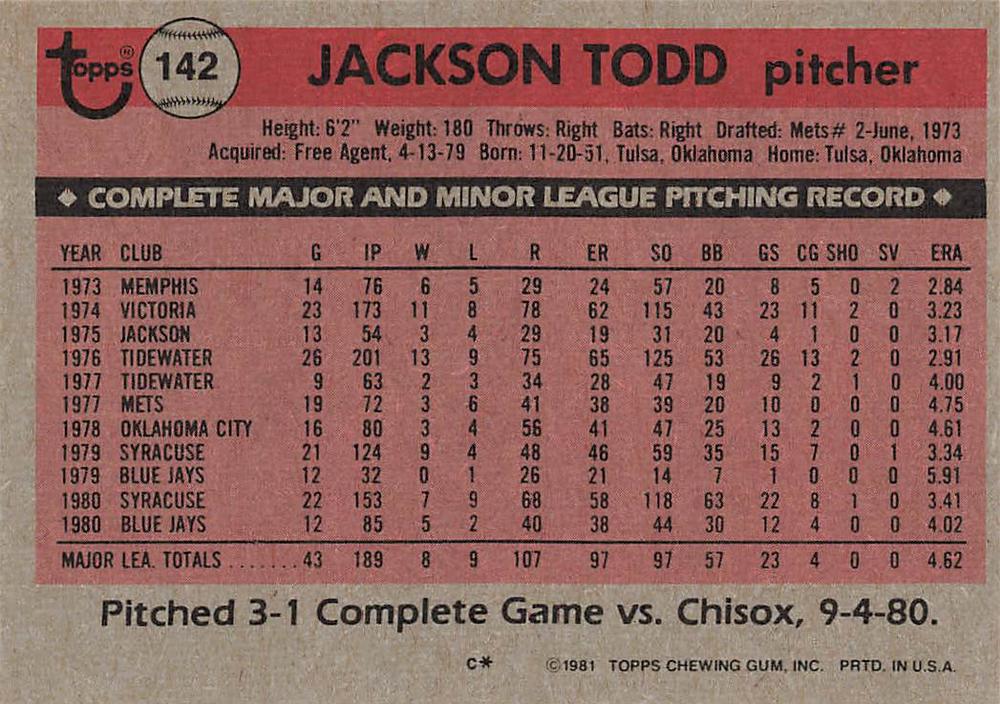 topps® 142 JACKSON TODD pitcher
Height: 6'2" Weight: 180 Throws: Right Bats: Right Drafted: Mets# 2-June, 1973
Acquired: Free Agent, 4-13-79 Born: 11-20-51, Tulsa, Oklahoma Home: Tulsa, Oklahoma
COMPLETE MAJOR AND MINOR LEAGUE PITCHING RECORD
YEAR CLUB G IP W L R ER SO BB GS CG SHO SV ERA
1973 MEMPHIS 14 76 6 5 29 24 57 20 8 5 0 2 2.84
1974 VICTORIA 23 173 11 8 78 62 115 43 23 11 2 0 3.23
1975 JACKSON 13 54 3 4 29 19 31 20 4 1 0 0 3.17
1976 TIDEWATER 26 201 13 9 75 65 125 53 26 13 2 0 2.91
1977 TIDEWATER 9 63 2 3 34 28 47 19 9 2 1 0 4.00
1977 METS 19 72 3 6 41 38 39 20 10 0 0 0 4.75
1978 OKLAHOMA CITY 16 80 3 4 56 41 47 25 13 2 0 0 4.61
1979 SYRACUSE 21 124 9 4 48 46 59 35 15 7 0 1 3.34
1979 BLUE JAYS 12 32 0 1 26 21 14 7 1 0 0 0 5.91
1980 SYRACUSE 22 153 7 9 68 58 118 63 22 8 1 0 3.41
1980 BLUE JAYS 12 85 5 2 40 38 44 30 12 4 0 0 4.02
MAJOR LEA. TOTALS .......43 189 8 9 107 97 97 57 23 4 0 0 4.62
Pitched 3-1 Complete Game vs. Chisox, 9-4-80.
C* ©1981 TOPPS CHEWING GUM, INC. PRTD. IN U.S.A.